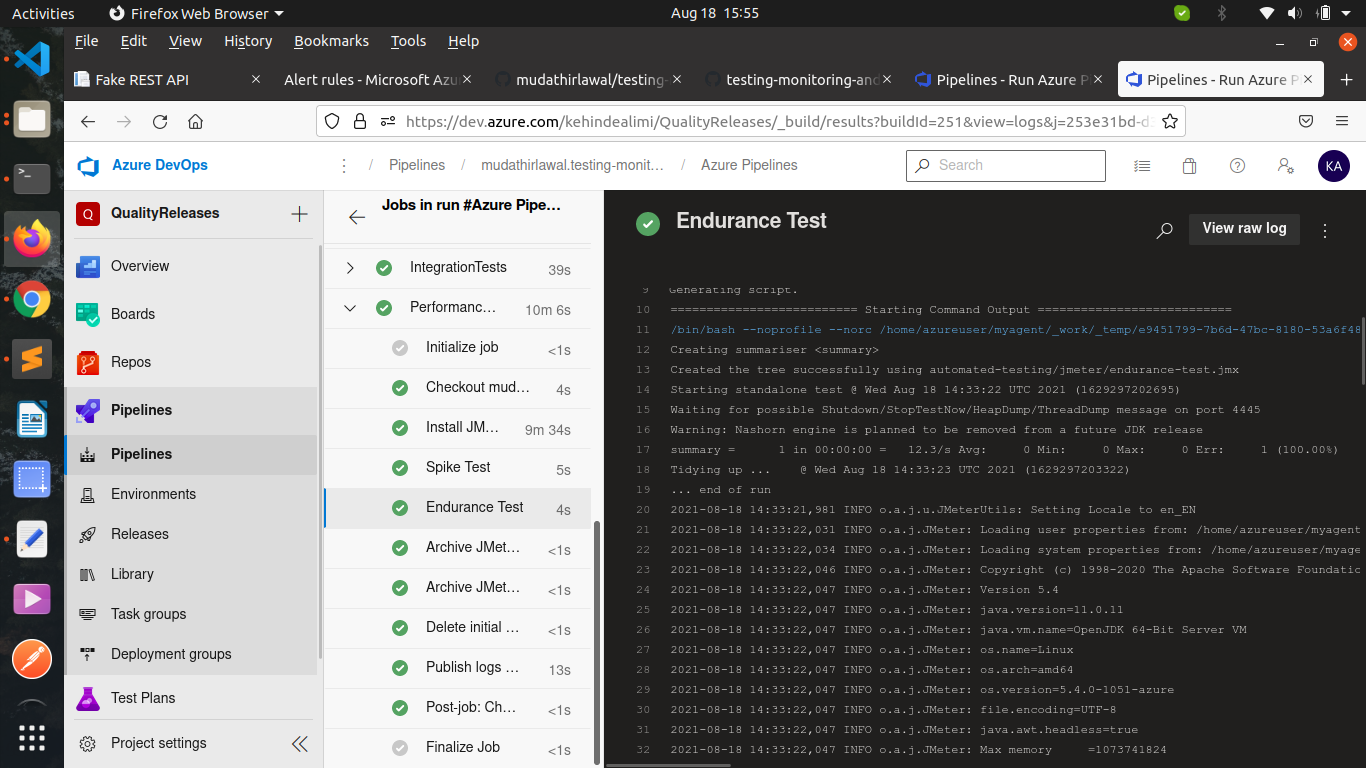 Activities Firefox Web Browser Aug 18 15:55
File Edit View History Bookmarks Tools Help
Fake REST API
Alert rules - Microsoft Azu
mudathirlawal/testing-
testing-monitoring-and
Pipelines - Run Azure P
Pipelines - Run Azure P
https://dev.azure.com/kehindealimi/QualityReleases/_build/results?buildId=251&view=logs&j=253e31bd-d
Azure DevOps / Pipelines / mudathirlawal.testing-monit... / Azure Pipelines
Search
KA
Q QualityReleases
Overview
Boards
Repos
Pipelines
Pipelines
Environments
Releases
Library
Task groups
Deployment groups
Test Plans
Project settings
Jobs in run #Azure Pipe...
IntegrationTests 39s
Performanc... 10m 6s
Initialize job <1s
Checkout mud... 4s
Install JM... 9m 34s
Spike Test 5s
Endurance Test 4s
Archive JMet... <1s
Archive JMet... <1s
Delete initial ... <1s
Publish logs ... 13s
Post-job: Ch... <1s
Finalize Job <1s
Endurance Test
View raw log
9 Generating script.
10 ========================== Starting Command Output ===========================
11 /bin/bash --noprofile --norc /home/azureuser/myagent/_work/_temp/e9451799-7b6d-47bc-8180-53a6f48
12 Creating summariser <summary>
13 Created the tree successfully using automated-testing/jmeter/endurance-test.jmx
14 Starting standalone test @ Wed Aug 18 14:33:22 UTC 2021 (1629297202695)
15 Waiting for possible Shutdown/StopTestNow/HeapDump/ThreadDump message on port 4445
16 Warning: Nashorn engine is planned to be removed from a future JDK release
17 summary = 1 in 00:00:00 = 12.3/s Avg: 0 Min: 0 Max: 0 Err: 1 (100.00%)
18 Tidying up ... @ Wed Aug 18 14:33:23 UTC 2021 (1629297203322)
19 ... end of run
20 2021-08-18 14:33:21,981 INFO o.a.j.u.JMeterUtils: Setting Locale to en_EN
21 2021-08-18 14:33:22,031 INFO o.a.j.JMeter: Loading user properties from: /home/azureuser/myagent
22 2021-08-18 14:33:22,034 INFO o.a.j.JMeter: Loading system properties from: /home/azureuser/myage
23 2021-08-18 14:33:22,046 INFO o.a.j.JMeter: Copyright (c) 1998-2020 The Apache Software Foundatic
24 2021-08-18 14:33:22,047 INFO o.a.j.JMeter: Version 5.4
25 2021-08-18 14:33:22,047 INFO o.a.j.JMeter: java.version=11.0.11
26 2021-08-18 14:33:22,047 INFO o.a.j.JMeter: java.vm.name=OpenJDK 64-Bit Server VM
27 2021-08-18 14:33:22,047 INFO o.a.j.JMeter: os.name=Linux
28 2021-08-18 14:33:22,047 INFO o.a.j.JMeter: os.arch=amd64
29 2021-08-18 14:33:22,047 INFO o.a.j.JMeter: os.version=5.4.0-1051-azure
30 2021-08-18 14:33:22,047 INFO o.a.j.JMeter: file.encoding=UTF-8
31 2021-08-18 14:33:22,047 INFO o.a.j.JMeter: java.awt.headless=true
32 2021-08-18 14:33:22,047 INFO o.a.j.JMeter: Max memory =1073741824